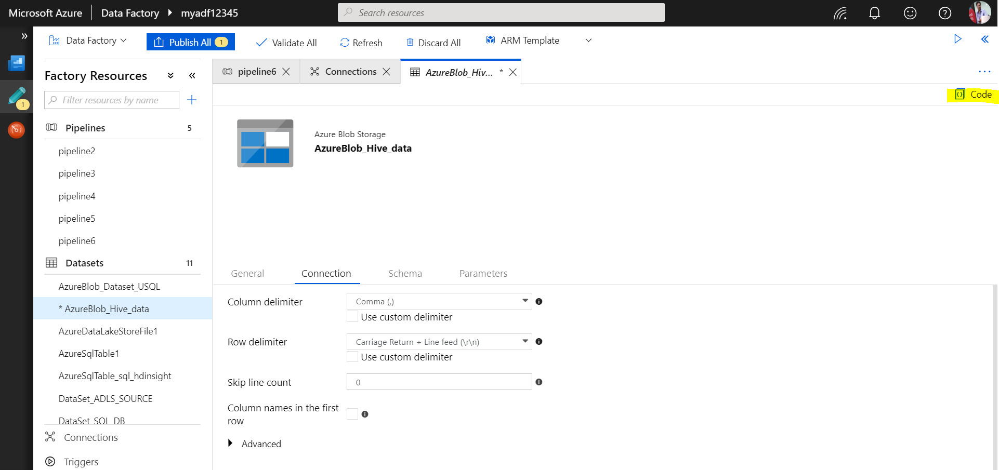 Microsoft Azure Data Factory myadf12345 Search resources
Data Factory Publish All 1 Validate All Refresh Discard All ARM Template
Factory Resources
Filter resources by name
1
Pipelines 5
pipeline2
pipeline3
pipeline4
pipeline5
pipeline6
Datasets 11
AzureBlob_Dataset_USQL
* AzureBlob_Hive_data
AzureDataLakeStoreFile1
AzureSqlTable1
AzureSqlTable_sql_hdinsight
DataSet_ADLS_SOURCE
DataSet_SQL_DB
Connections
Triggers
pipeline6 Connections AzureBlob_Hiv... *
Code
Azure Blob Storage
AzureBlob_Hive_data
General Connection Schema Parameters
Column delimiter Comma (,)
Use custom delimiter
Row delimiter Carriage Return + Line feed (\r\n)
Use custom delimiter
Skip line count 0
Column names in the first
row
Advanced